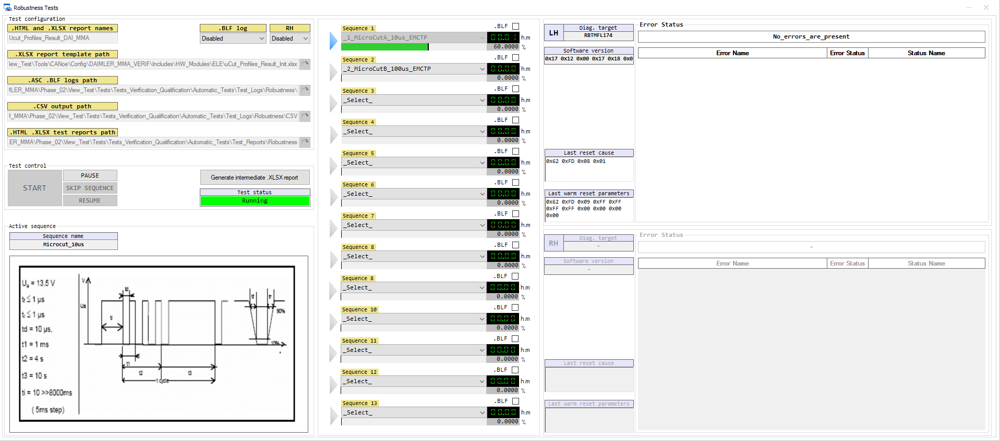 Robustness Tests
Test configuration
.HTML and .XLSX report names
.BLF log
RH
Ucut_Profiles_Result_DAI_MMA
Disabled
Disabled
.XLSX report template path
iew_Test\Tools\CANoe\Config\DAIMLER_MMA_VERIF\Includes\HW_Modules\ELE\uCut_Profiles_Result_Init.xlsx
.ASC .BLF logs path
MLER_MMA\Phase_02\View_Test\Tests\Tests_Verification_Qualification\Automatic_Tests\Test_Logs\Robustness\
.CSV output path
R_MMA\Phase_02\View_Test\Tests\Tests_Verification_Qualification\Automatic_Tests\Test_Logs\Robustness\CSV
.HTML .XLSX test reports path
.ER_MMA\Phase_02\View_Test\Tests\Tests_Verification_Qualification\Automatic_Tests\Test_Reports\Robustness
Test control
START
PAUSE
SKIP SEQUENCE
RESUME
Generate intermediate .XLSX report
Test status
Running
Active sequence
Sequence name
Microcut_10us
Ua = 13.5 V
tf ≤ 1 µs
tr ≤ 1 µs
td = 10 µs,
t1 = 1 ms
t2 = 4 s
t3 = 10 s
ti = 10 >>8000ms
( 5ms step)
V
Ua
td
ti
t1
t2
t3
1 cycle
tf
tr
90%
10%
Sequence 1
.BLF
_1_MicroCutA_10us_EMCTP
h.m
60.0000 %
Sequence 2
.BLF
_2_MicroCutB_100us_EMCTP
00.00 h.m
0.0000 %
Sequence 3
.BLF
_Select_
00.00 h.m
0.0000 %
Sequence 4
.BLF
_Select_
00.00 h.m
0.0000 %
Sequence 5
.BLF
_Select_
00.00 h.m
0.0000 %
Sequence 6
.BLF
_Select_
00.00 h.m
0.0000 %
Sequence 7
.BLF
_Select_
00.00 h.m
0.0000 %
Sequence 8
.BLF
_Select_
00.00 h.m
0.0000 %
Sequence 8
.BLF
_Select_
00.00 h.m
0.0000 %
Sequence 10
.BLF
_Select_
00.00 h.m
0.0000 %
Sequence 11
.BLF
_Select_
00.00 h.m
0.0000 %
Sequence 12
.BLF
_Select_
00.00 h.m
0.0000 %
Sequence 13
.BLF
_Select_
00.00 h.m
0.0000 %
LH
Diag. target
RBTMFL174
Software version
0x17 0x12 0x00 0x17 0x18 0x0
Last reset cause
0x62 0xFD 0x08 0x01
Last warm reset parameters
0x62 0xFD 0x09 0xFF 0xFF
0xFF 0xFF 0x00 0x00 0x00
0x00
Error Status
No_errors_are_present
Error Name
Error Status
Status Name
RH
Diag. target
-
Software version
-
Last reset cause
Last warm reset parameters
Error Status
-
Error Name
Error Status
Status Name